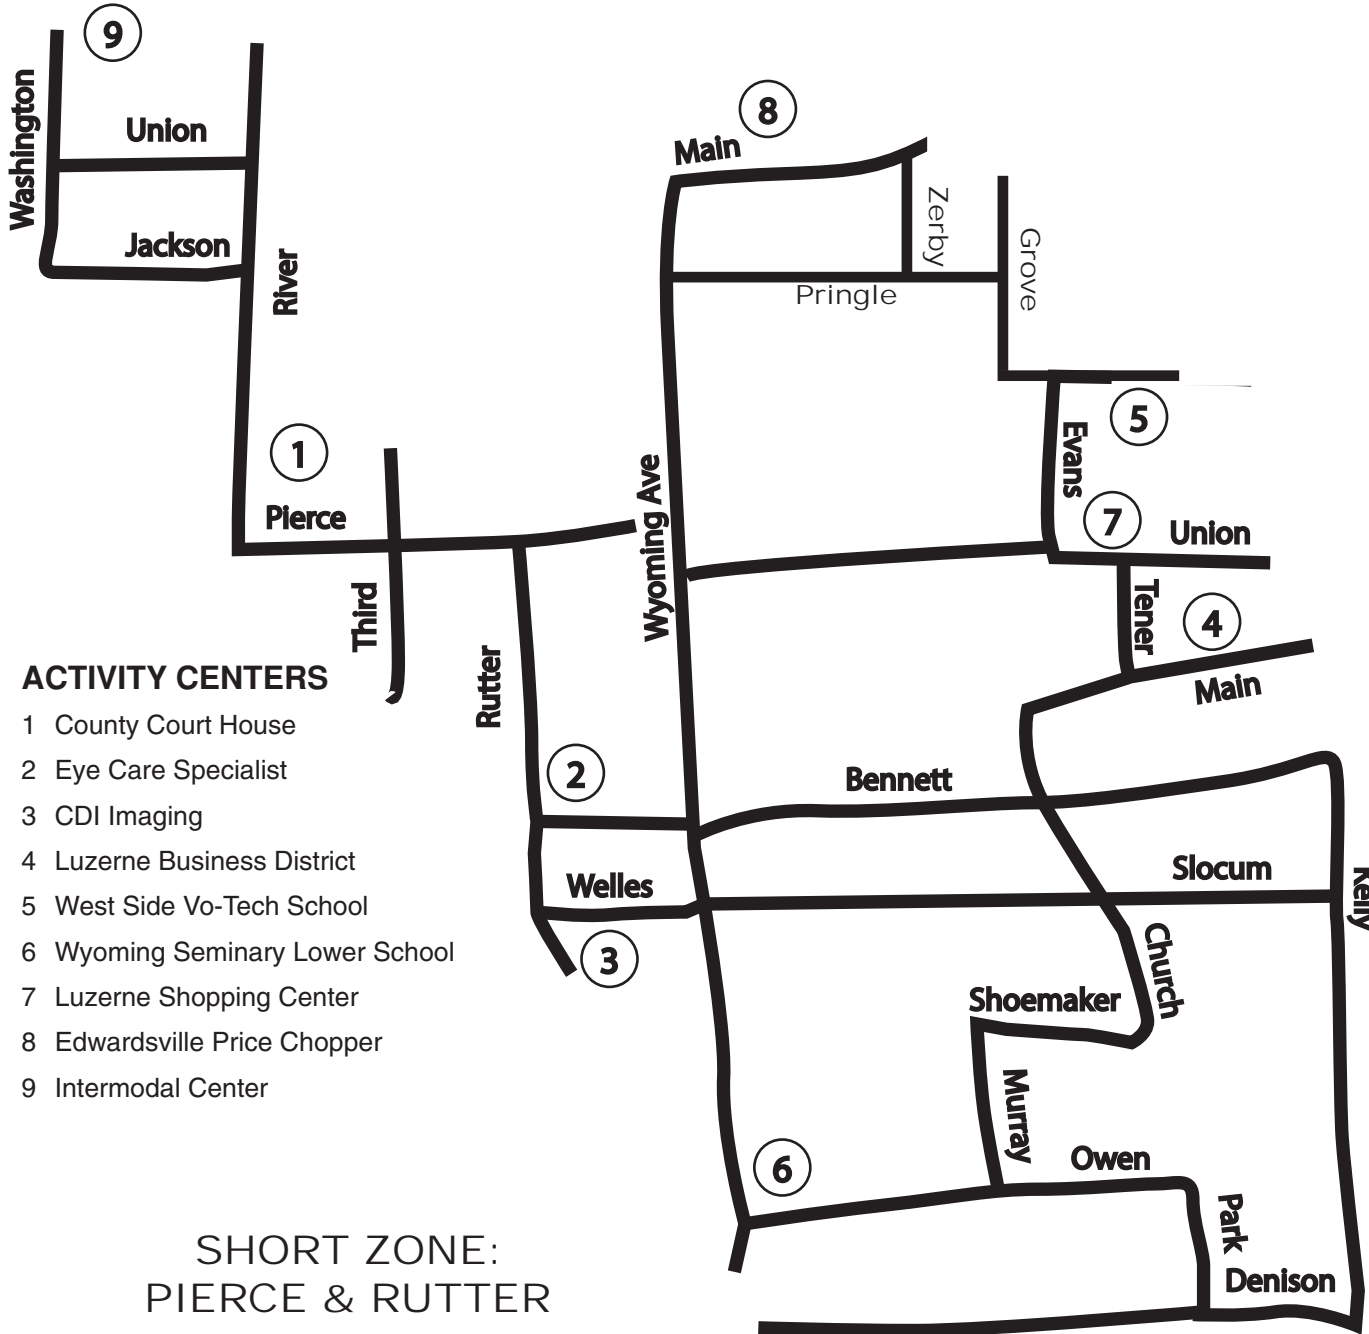 9
Washington
Union
8
Main
Zerby
Jackson
River
Grove
Pringle
5
1
Evans
Pierce
7
Union
Wyoming Ave
Third
Tener
4
Rutter
Main
ACTIVITY CENTERS
1 County Court House
2 Eye Care Specialist
3 CDI Imaging
4 Luzerne Business District
5 West Side Vo-Tech School
6 Wyoming Seminary Lower School
7 Luzerne Shopping Center
8 Edwardsville Price Chopper
9 Intermodal Center
2
Bennett
Welles
Slocum
Kelly
3
Church
Shoemaker
Murray
6
Owen
Park
Denison
SHORT ZONE:
PIERCE & RUTTER